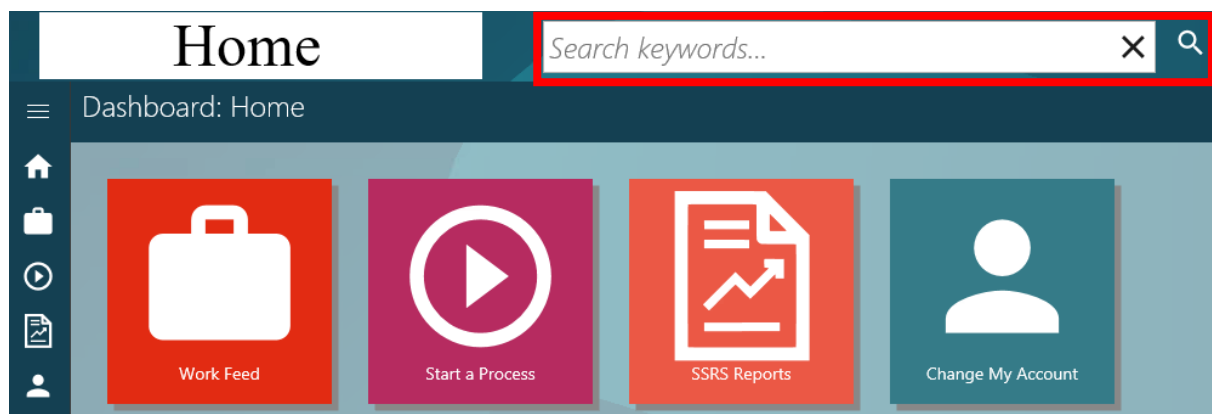 Home
Search keywords...
Dashboard: Home
Work Feed
Start a Process
SSRS Reports
Change My Account